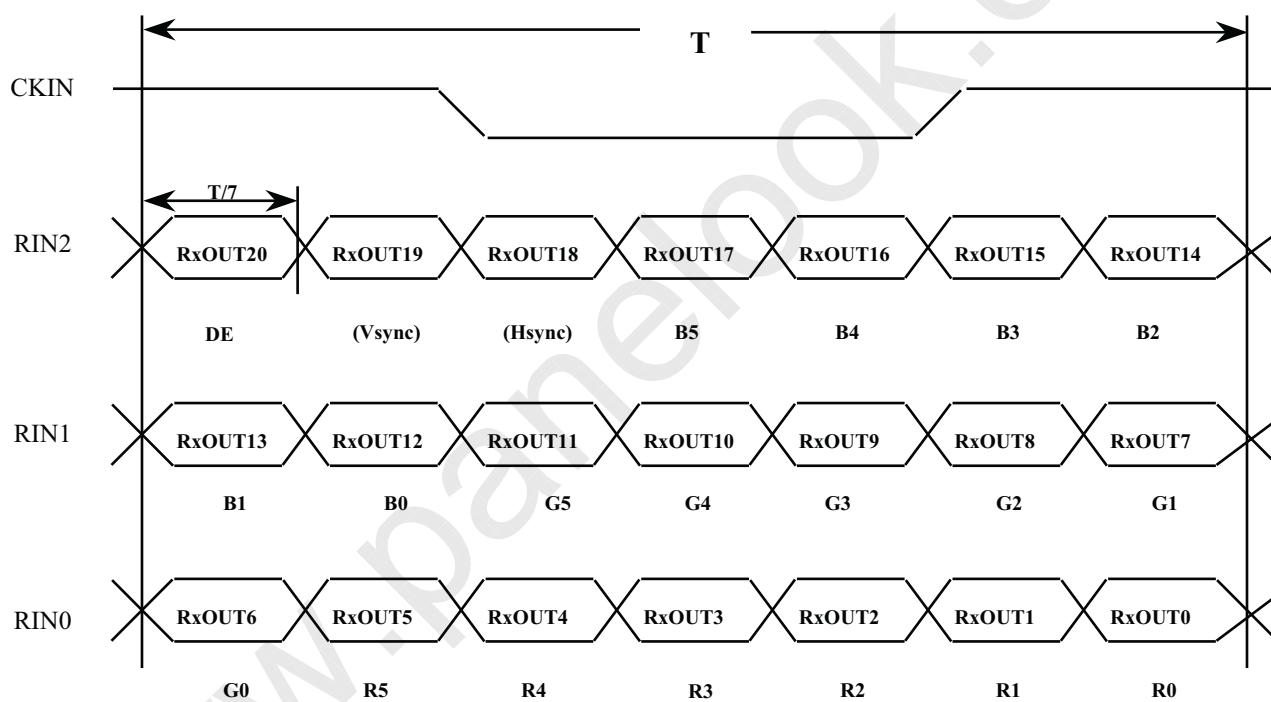 T
CKIN
T/7
RIN2 RxOUT20 RxOUT19 RxOUT18 RxOUT17 RxOUT16 RxOUT15 RxOUT14
DE (Vsync) (Hsync) B5 B4 B3 B2
RIN1 RxOUT13 RxOUT12 RxOUT11 RxOUT10 RxOUT9 RxOUT8 RxOUT7
B1 B0 G5 G4 G3 G2 G1
RIN0 RxOUT6 RxOUT5 RxOUT4 RxOUT3 RxOUT2 RxOUT1 RxOUT0
G0 R5 R4 R3 R2 R1 R0
w.panelook.c